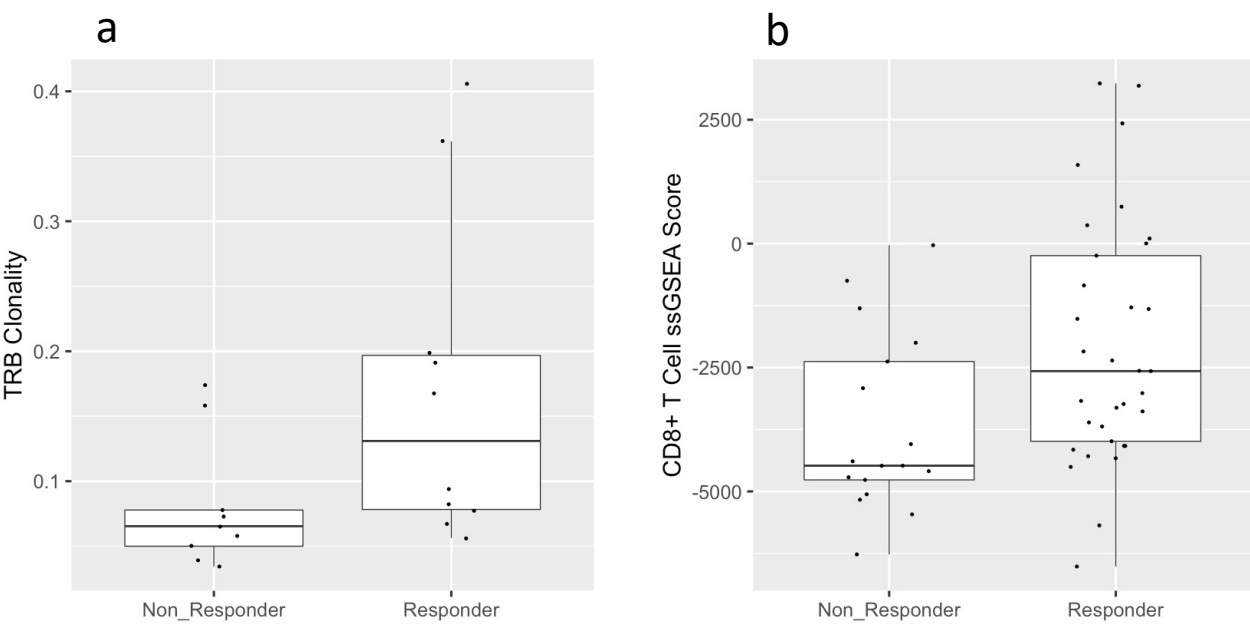 a
TRB Clonality
0.4
0.3
0.2
0.1
Non_Responder
Responder
b
CD8+ T Cell ssGSEA Score
2500
0
-2500
-5000
Non_Responder
Responder